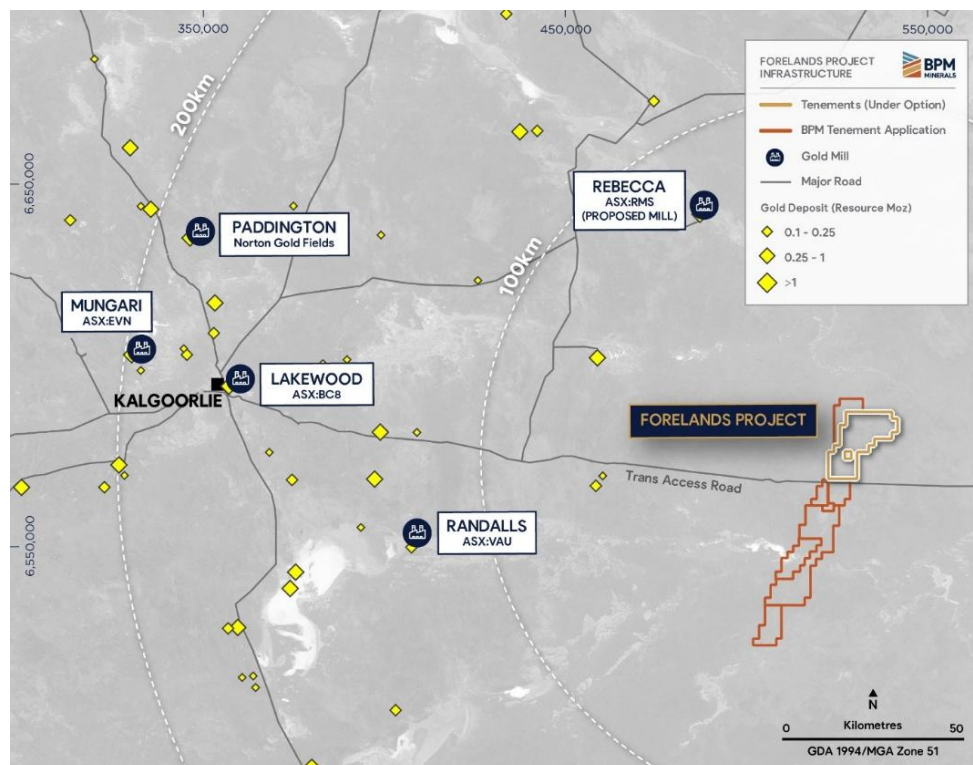 350,000
450,000
550,000
6,650,000
6,550,000
200km
100km
FORELANDS PROJECT
INFRASTRUCTURE
BPM
MINERALS
Tenements (Under Option)
BPM Tenement Application
Gold Mill
Major Road
Gold Deposit (Resource Moz)
0.1 - 0.25
0.25 - 1
>1
REBECCA
ASX:RMS
(PROPOSED MILL)
PADDINGTON
Norton Gold Fields
MUNGARI
ASX:EVN
LAKEWOOD
ASX:BC8
KALGOORLIE
FORELANDS PROJECT
Trans Access Road
RANDALLS
ASX:VAU
N
0
Kilometres
50
GDA 1994/MGA Zone 51